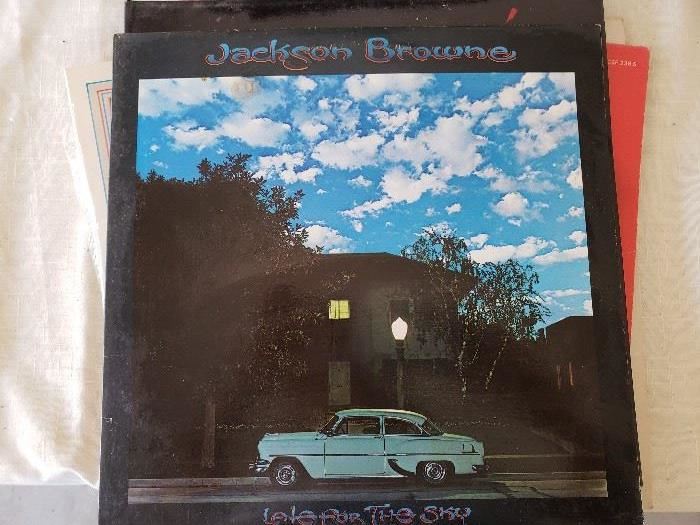 Jackson Browne
Late For The Sky